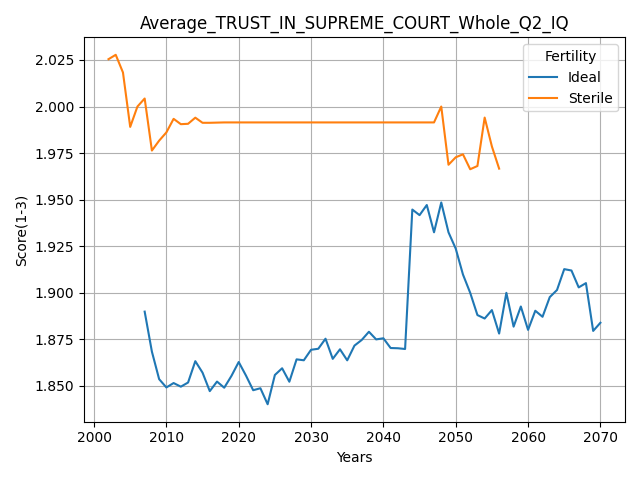 Average_TRUST_IN_SUPREME_COURT_Whole_Q2_IQ
Fertility
Ideal
Sterile
Score(1-3)
2.025
2.000
1.975
1.950
1.925
1.900
1.875
1.850
2000 2010 2020 2030 2040 2050 2060 2070
Years